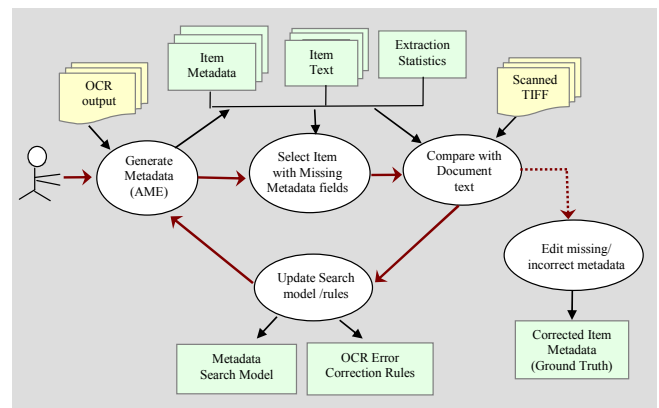 Item
Metadata
Item
Text
Extraction
Statistics
OCR
output
Scanned
TIFF
Generate
Metadata
(AME)
Select Item
with Missing
Metadata fields
Compare with
Document
text
Edit missing/
incorrect metadata
Update Search
model /rules
Metadata
Search Model
OCR Error
Correction Rules
Corrected Item
Metadata
(Ground Truth)